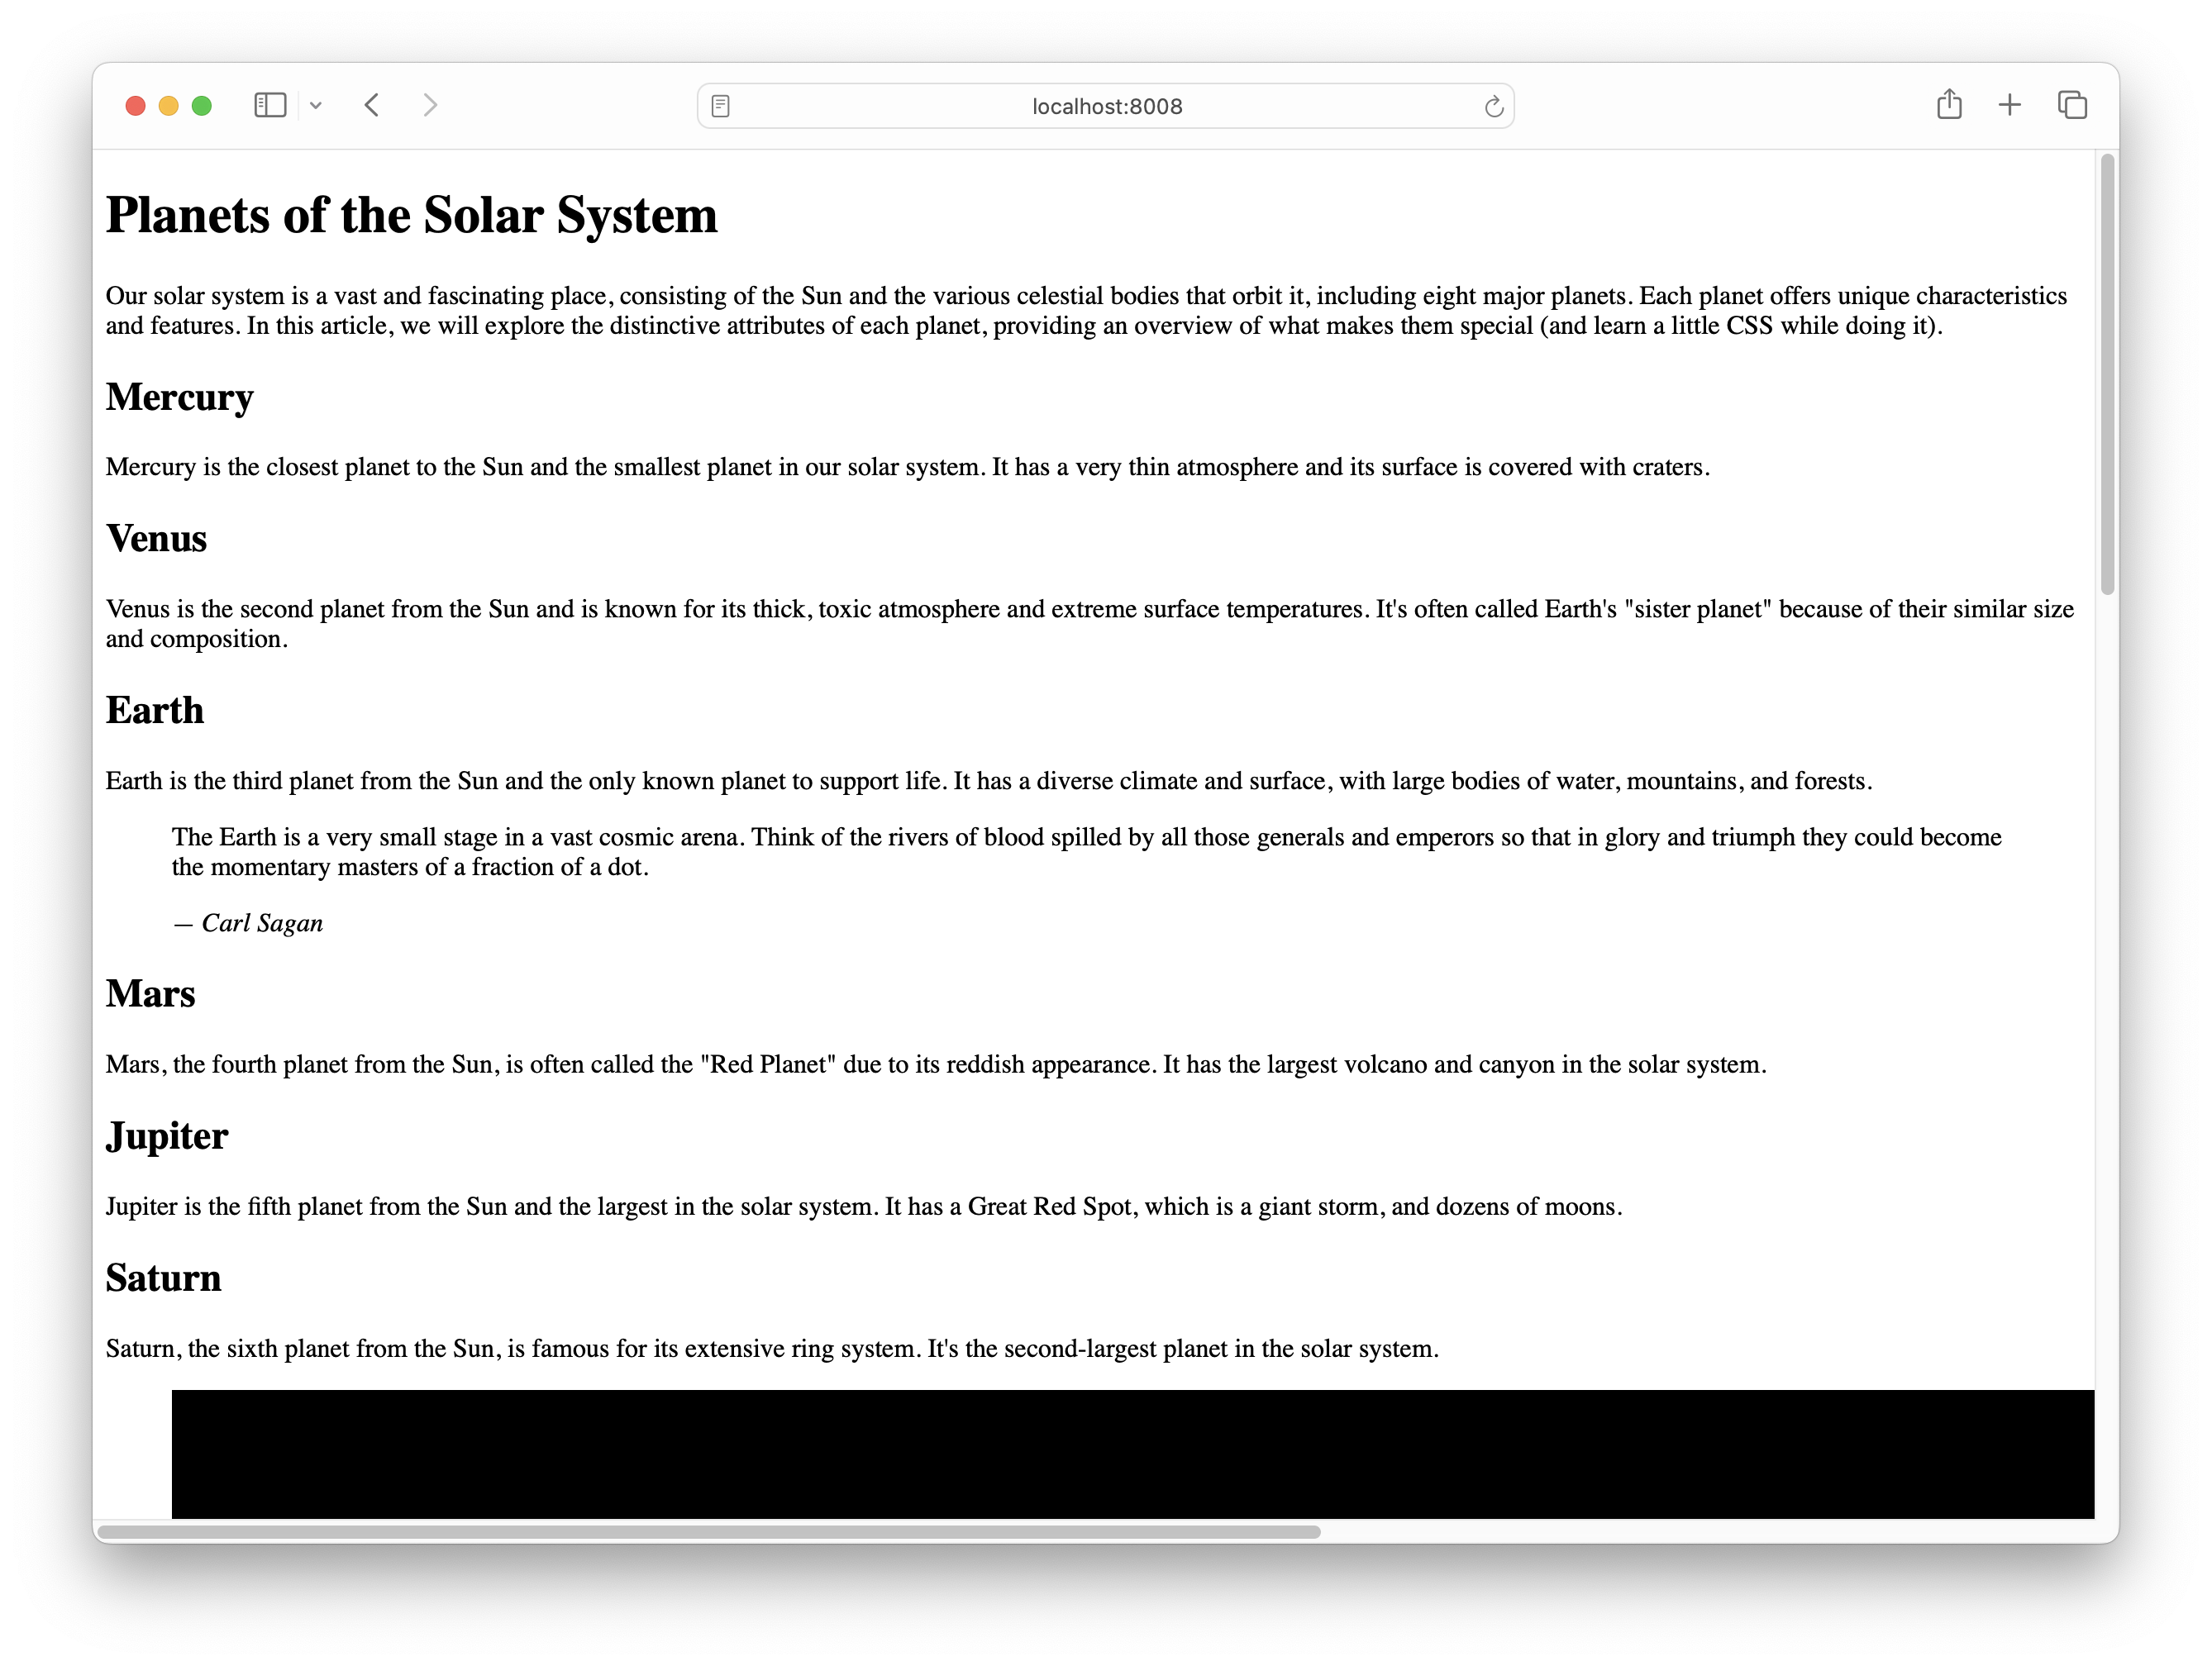 localhost:8008
Planets of the Solar System
Our solar system is a vast and fascinating place, consisting of the Sun and the various celestial bodies that orbit it, including eight major planets. Each planet offers unique characteristics
and features. In this article, we will explore the distinctive attributes of each planet, providing an overview of what makes them special (and learn a little CSS while doing it).
Mercury
Mercury is the closest planet to the Sun and the smallest planet in our solar system. It has a very thin atmosphere and its surface is covered with craters.
Venus
Venus is the second planet from the Sun and is known for its thick, toxic atmosphere and extreme surface temperatures. It's often called Earth's "sister planet" because of their similar size
and composition.
Earth
Earth is the third planet from the Sun and the only known planet to support life. It has a diverse climate and surface, with large bodies of water, mountains, and forests.
The Earth is a very small stage in a vast cosmic arena. Think of the rivers of blood spilled by all those generals and emperors so that in glory and triumph they could become
the momentary masters of a fraction of a dot.
— Carl Sagan
Mars
Mars, the fourth planet from the Sun, is often called the "Red Planet" due to its reddish appearance. It has the largest volcano and canyon in the solar system.
Jupiter
Jupiter is the fifth planet from the Sun and the largest in the solar system. It has a Great Red Spot, which is a giant storm, and dozens of moons.
Saturn
Saturn, the sixth planet from the Sun, is famous for its extensive ring system. It's the second-largest planet in the solar system.